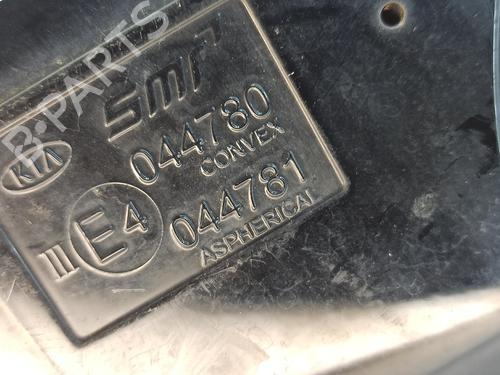 B-PARTS
SMR
KIA
044780
CONVEX
III E4
044781
ASPHERICAL